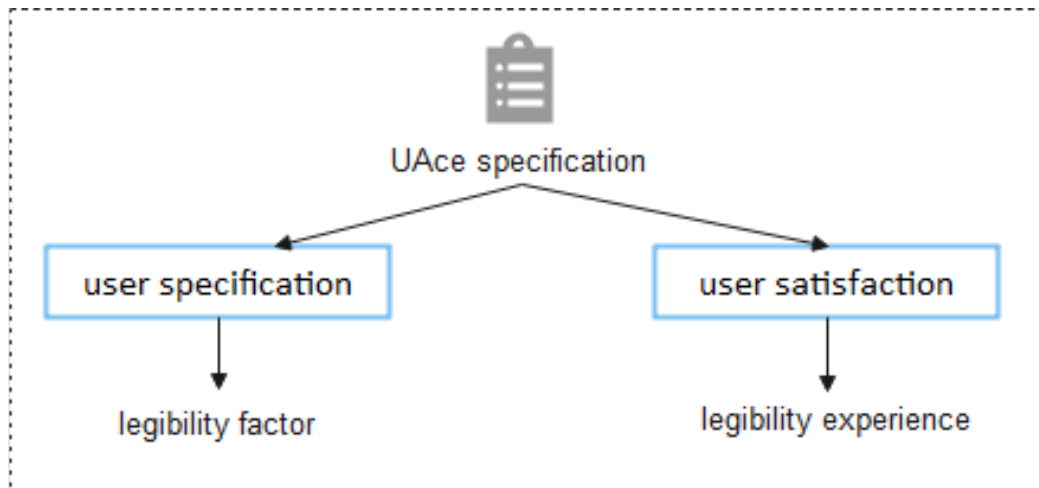 UAce specification
user specification
user satisfaction
legibility factor
legibility experience